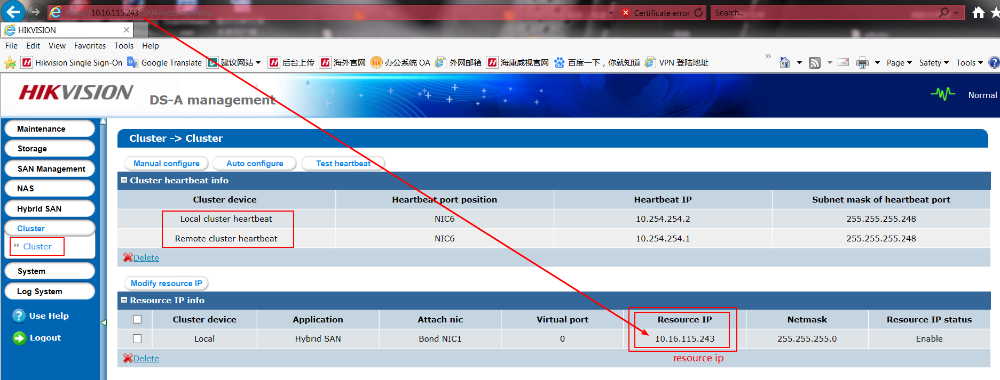 https://10.16.115.243:2004/web/main.php
Certificate error
Search...
HIKVISION
File Edit View Favorites Tools Help
Hikvision Single Sign-On Google Translate 建议网站 后台上传 海外官网 办公系统 OA 外网邮箱 海康威视官网 百度一下，你就知道 VPN 登陆地址 Page Safety Tools
HIKVISION DS-A management Normal
Maintenance
Storage
SAN Management
NAS
Hybrid SAN
Cluster
Cluster
System
Log System
Use Help
Logout
Cluster -> Cluster
Manual configure Auto configure Test heartbeat
Cluster heartbeat info
Cluster device Heartbeat port position Heartbeat IP Subnet mask of heartbeat port
Local cluster heartbeat NIC6 10.254.254.2 255.255.255.248
Remote cluster heartbeat NIC6 10.254.254.1 255.255.255.248
Delete
Modify resource IP
Resource IP info
Cluster device Application Attach nic Virtual port Resource IP Netmask Resource IP status
Local Hybrid SAN Bond NIC1 0 10.16.115.243 255.255.255.0 Enable
Delete
resource ip